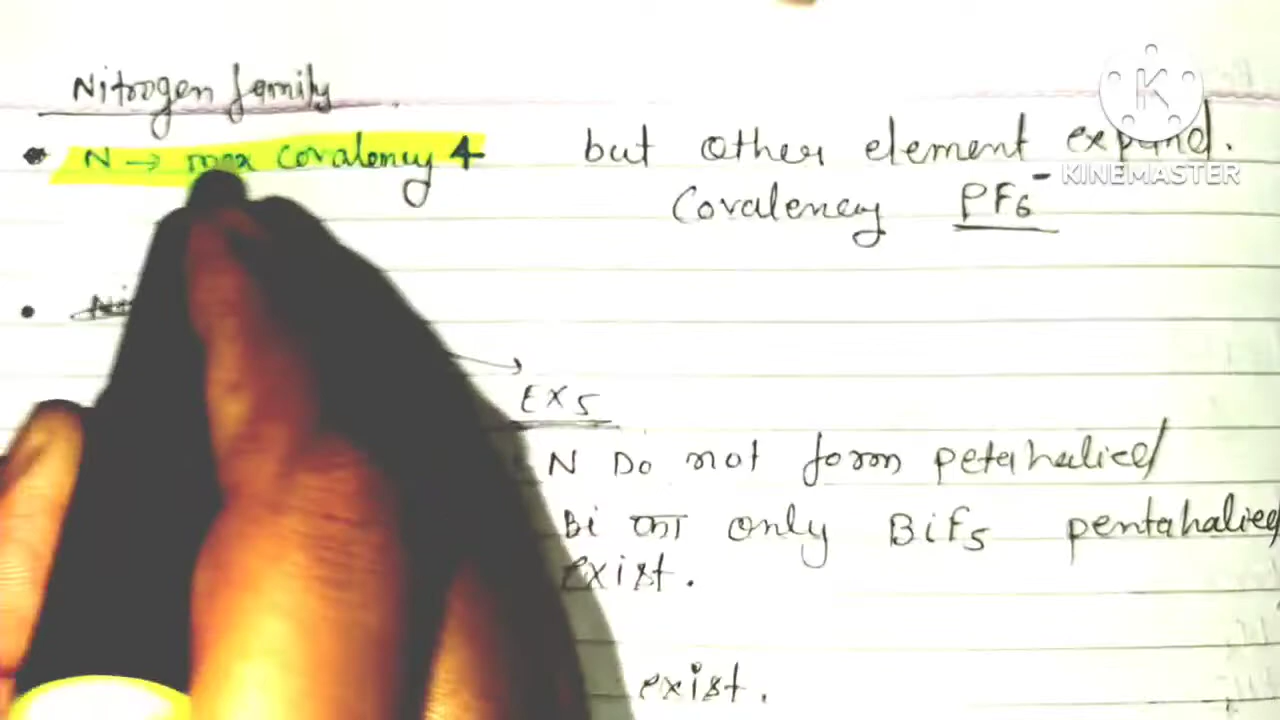 Nitrogen family
N → max covalency 4 but other element expand.
Covalency PF6-
EX5
N Do not form petahalied
Bi का only BiF5 pentahalied
exist.
exist.
K
KINEMASTER